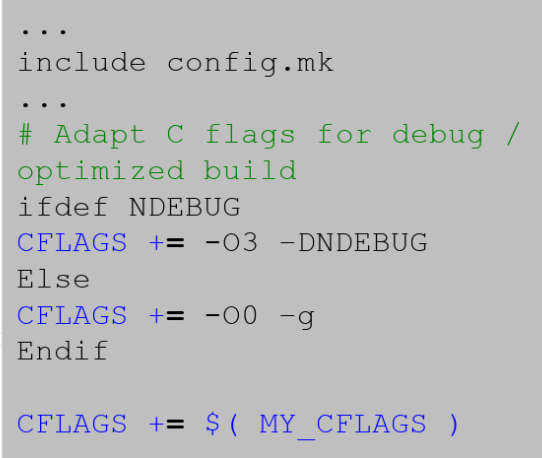 ...
include config.mk
...
# Adapt C flags for debug /
optimized build
ifdef NDEBUG
CFLAGS += -O3 –DNDEBUG
Else
CFLAGS += -O0 –g
Endif
CFLAGS += $( MY_CFLAGS )